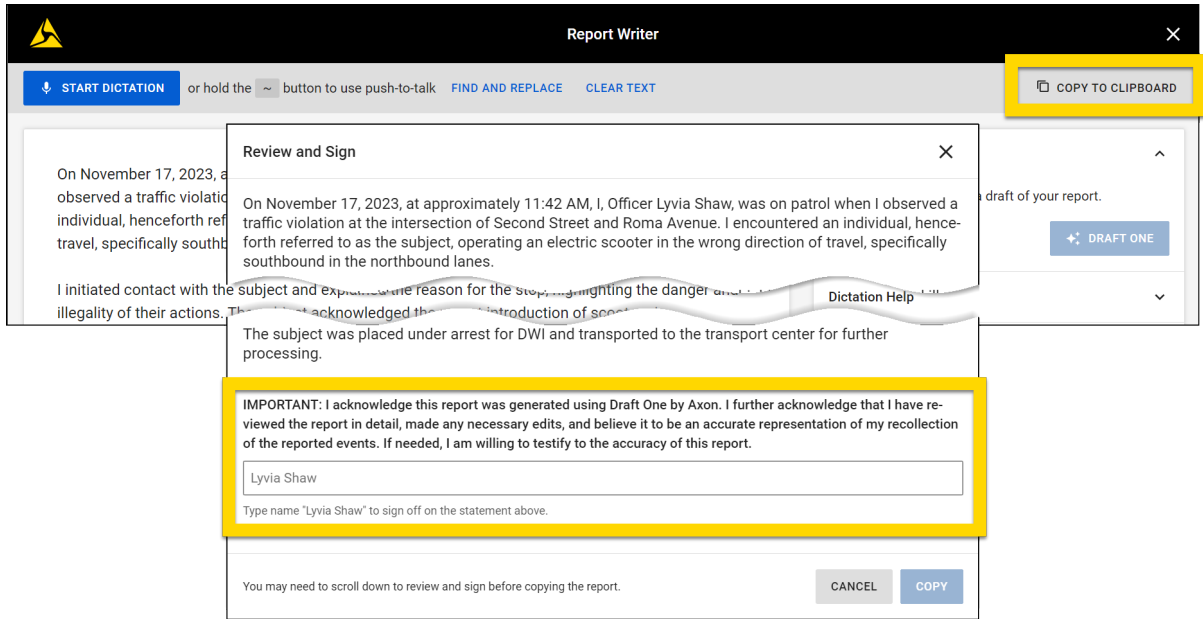 Report Writer
START DICTATION or hold the ~ button to use push-to-talk FIND AND REPLACE CLEAR TEXT
COPY TO CLIPBOARD
On November 17, 2023, a
observed a traffic violatio
individual, henceforth ref
travel, specifically southb
I initiated contact with the subject and explained the reason for the stop, highlighting the danger and
illegality of their actions. The subject acknowledged the introduction of
draft of your report.
DRAFT ONE
Dictation Help
Review and Sign
On November 17, 2023, at approximately 11:42 AM, I, Officer Lyvia Shaw, was on patrol when I observed a
traffic violation at the intersection of Second Street and Roma Avenue. I encountered an individual, hence-
forth referred to as the subject, operating an electric scooter in the wrong direction of travel, specifically
southbound in the northbound lanes.
The subject was placed under arrest for DWI and transported to the transport center for further
processing.
IMPORTANT: I acknowledge this report was generated using Draft One by Axon. I further acknowledge that I have re-
viewed the report in detail, made any necessary edits, and believe it to be an accurate representation of my recollection
of the reported events. If needed, I am willing to testify to the accuracy of this report.
Lyvia Shaw
Type name "Lyvia Shaw" to sign off on the statement above.
You may need to scroll down to review and sign before copying the report.
CANCEL
COPY